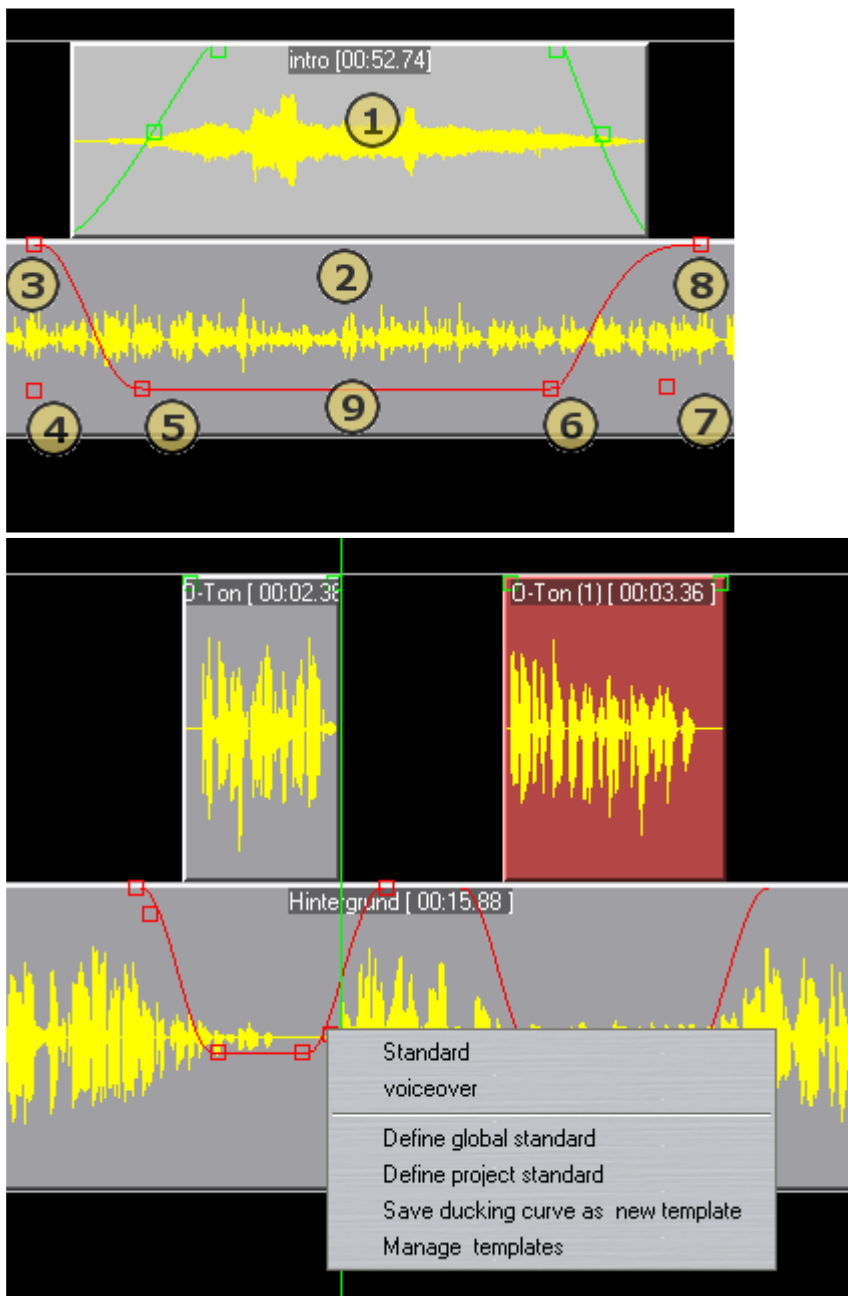 intro [00:52.74]
1
2
3
8
9
4
5
6
7
O-Ton [ 00:02.38
O-Ton (1) [ 00:03.36 ]
Hintergrund [ 00:15.88 ]
Standard
voiceover
Define global standard
Define project standard
Save ducking curve as new template
Manage templates